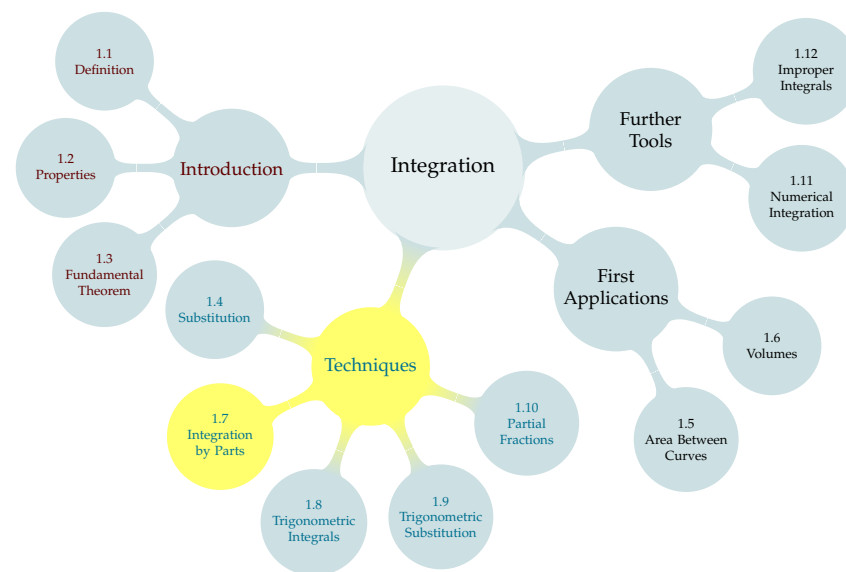 Integration
Introduction
1.1
Definition
1.2
Properties
1.3
Fundamental
Theorem
Techniques
1.4
Substitution
1.7
Integration
by Parts
1.8
Trigonometric
Integrals
1.9
Trigonometric
Substitution
1.10
Partial
Fractions
First
Applications
1.5
Area Between
Curves
1.6
Volumes
Further
Tools
1.11
Numerical
Integration
1.12
Improper
Integrals